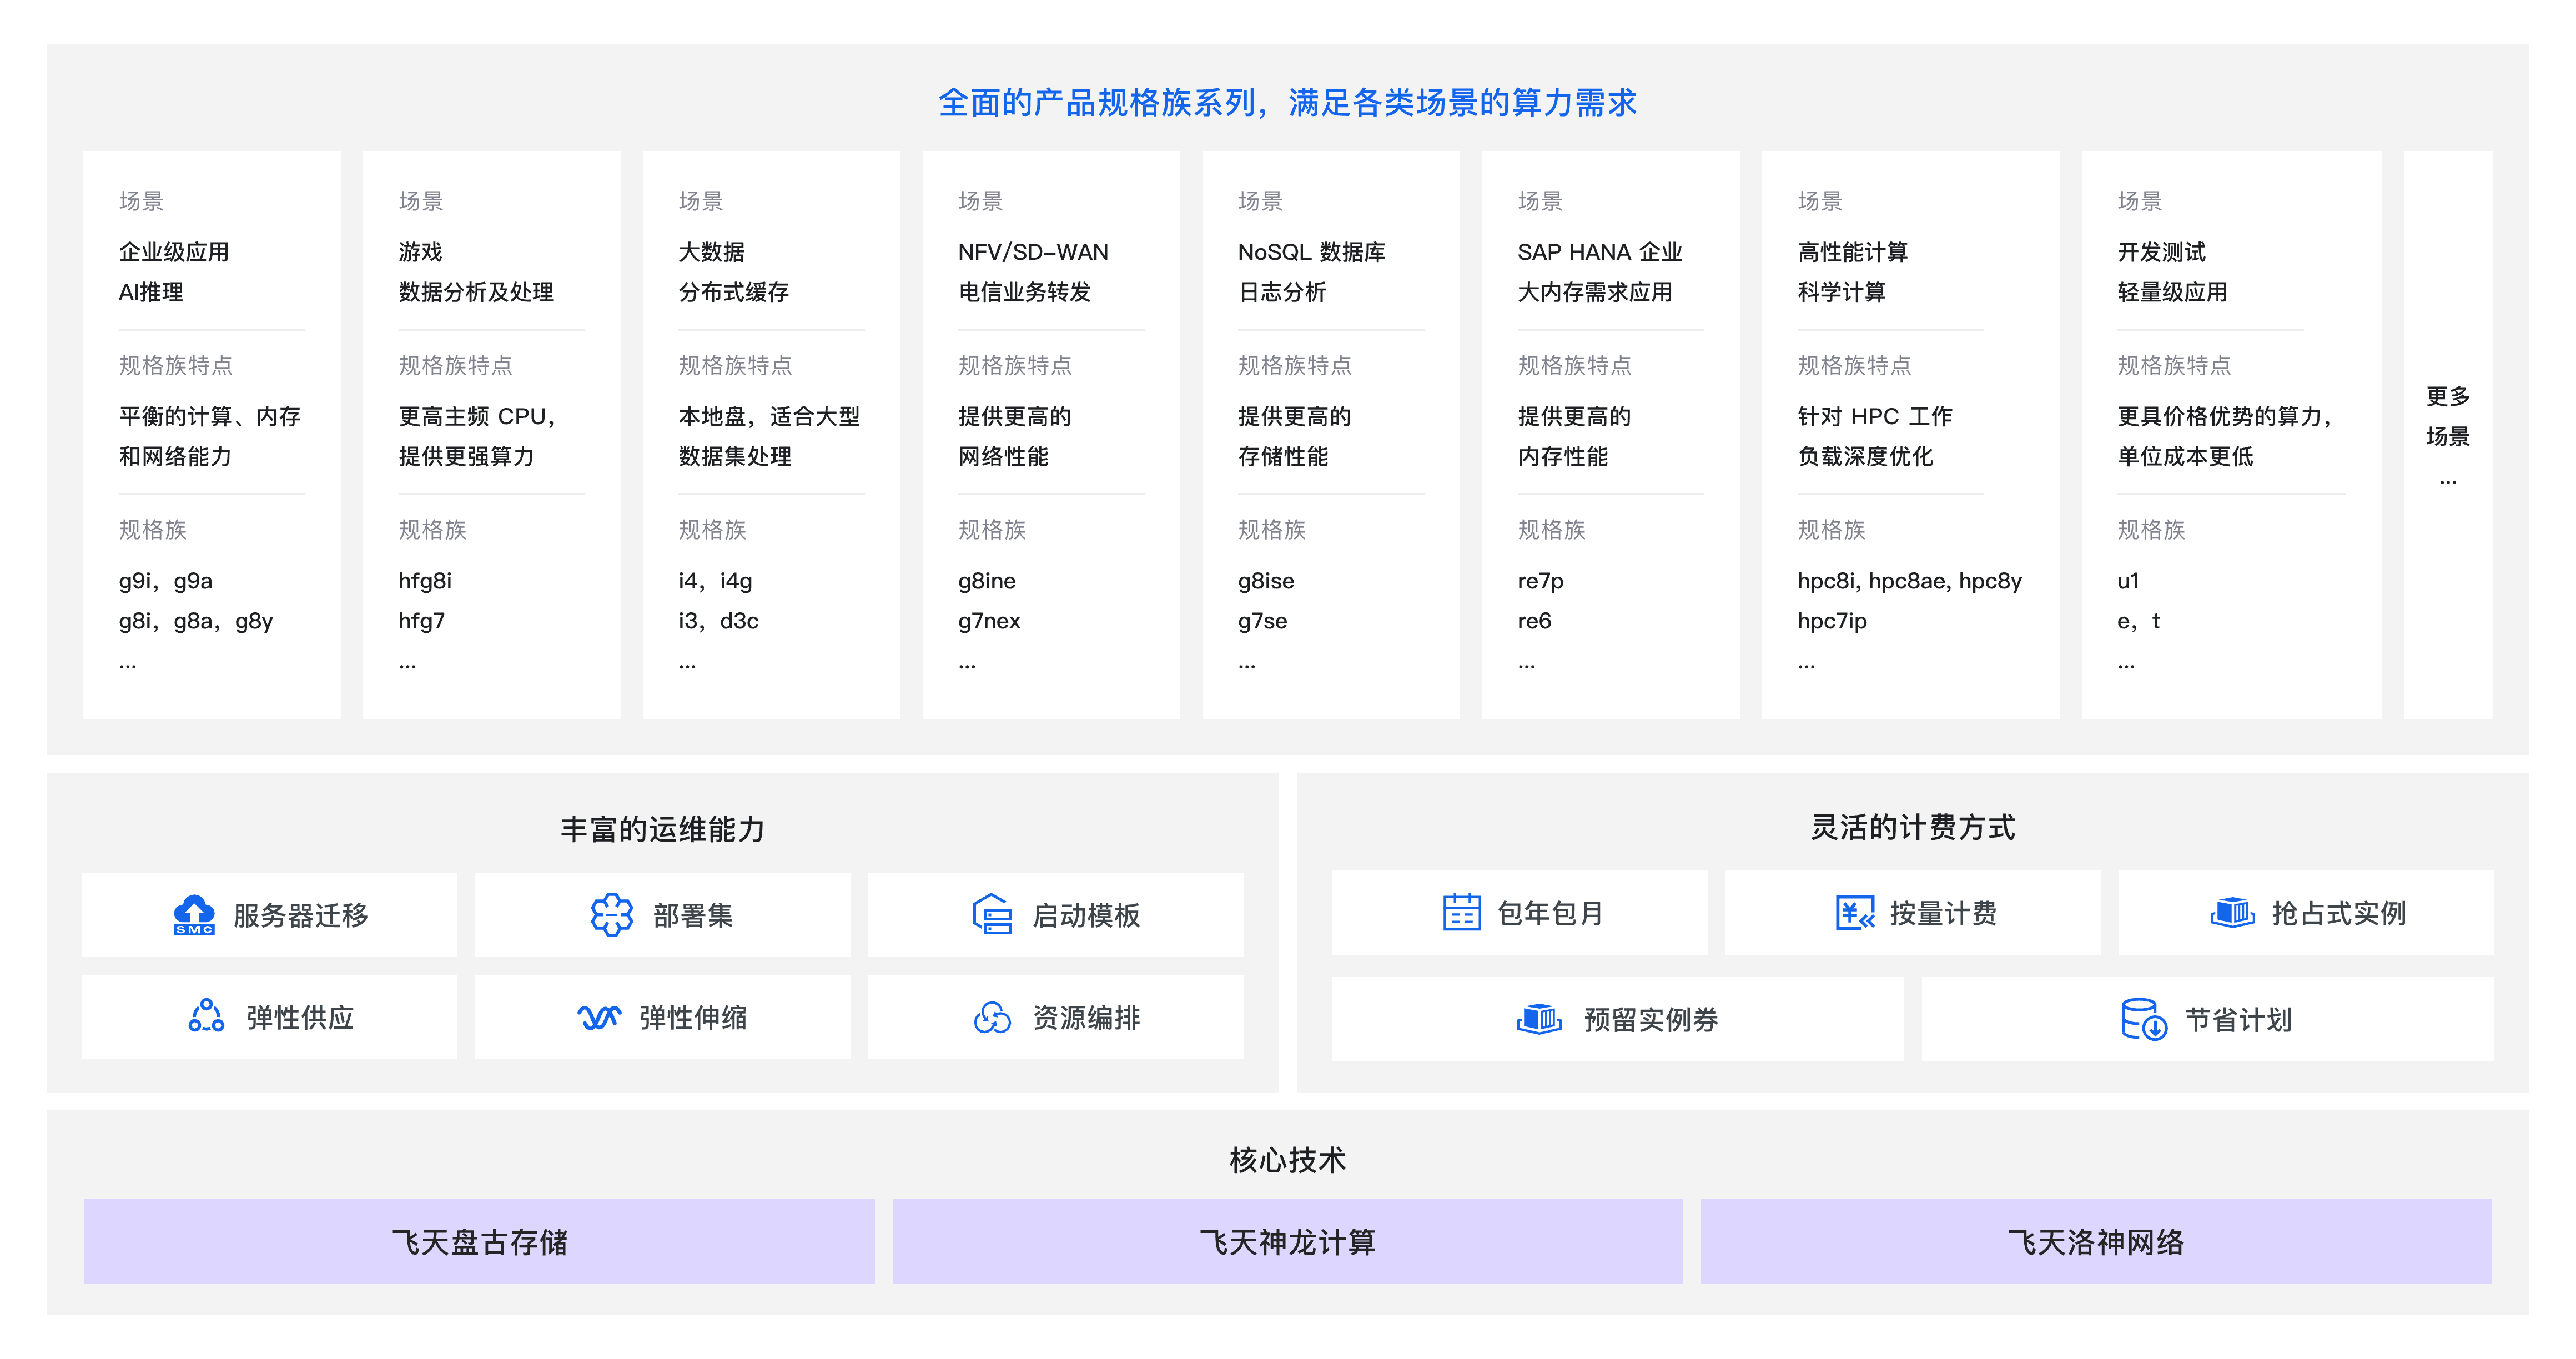 全面的产品规格族系列，满足各类场景的算力需求
场景
企业级应用
AI推理
规格族特点
平衡的计算、内存
和网络能力
规格族
g9i，g9a
g8i，g8a，g8y
...
场景
游戏
数据分析及处理
规格族特点
更高主频 CPU，
提供更强算力
规格族
hfg8i
hfg7
...
场景
大数据
分布式缓存
规格族特点
本地盘，适合大型
数据集处理
规格族
i4，i4g
i3，d3c
...
场景
NFV/SD-WAN
电信业务转发
规格族特点
提供更高的
网络性能
规格族
g8ine
g7nex
...
场景
NoSQL 数据库
日志分析
规格族特点
提供更高的
存储性能
规格族
g8ise
g7se
...
场景
SAP HANA 企业
大内存需求应用
规格族特点
提供更高的
内存性能
规格族
re7p
re6
...
场景
高性能计算
科学计算
规格族特点
针对 HPC 工作
负载深度优化
规格族
hpc8i, hpc8ae, hpc8y
hpc7ip
...
场景
开发测试
轻量级应用
规格族特点
更具价格优势的算力，
单位成本更低
规格族
u1
e，t
...
更多
场景
...
丰富的运维能力
SMC
服务器迁移
部署集
启动模板
弹性供应
弹性伸缩
资源编排
灵活的计费方式
包年包月
¥
按量计费
抢占式实例
预留实例券
节省计划
核心技术
飞天盘古存储
飞天神龙计算
飞天洛神网络